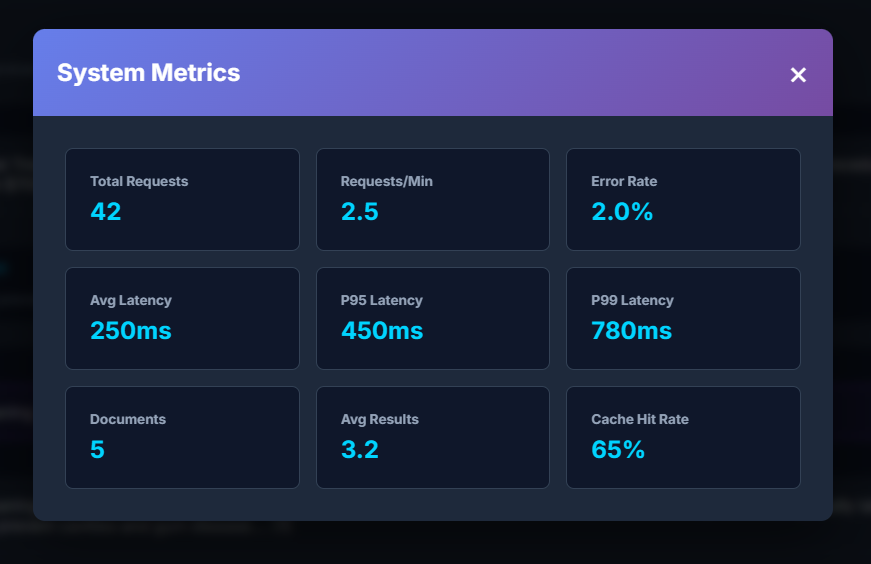 System Metrics
Total Requests
42
Requests/Min
2.5
Error Rate
2.0%
Avg Latency
250ms
P95 Latency
450ms
P99 Latency
780ms
Documents
5
Avg Results
3.2
Cache Hit Rate
65%